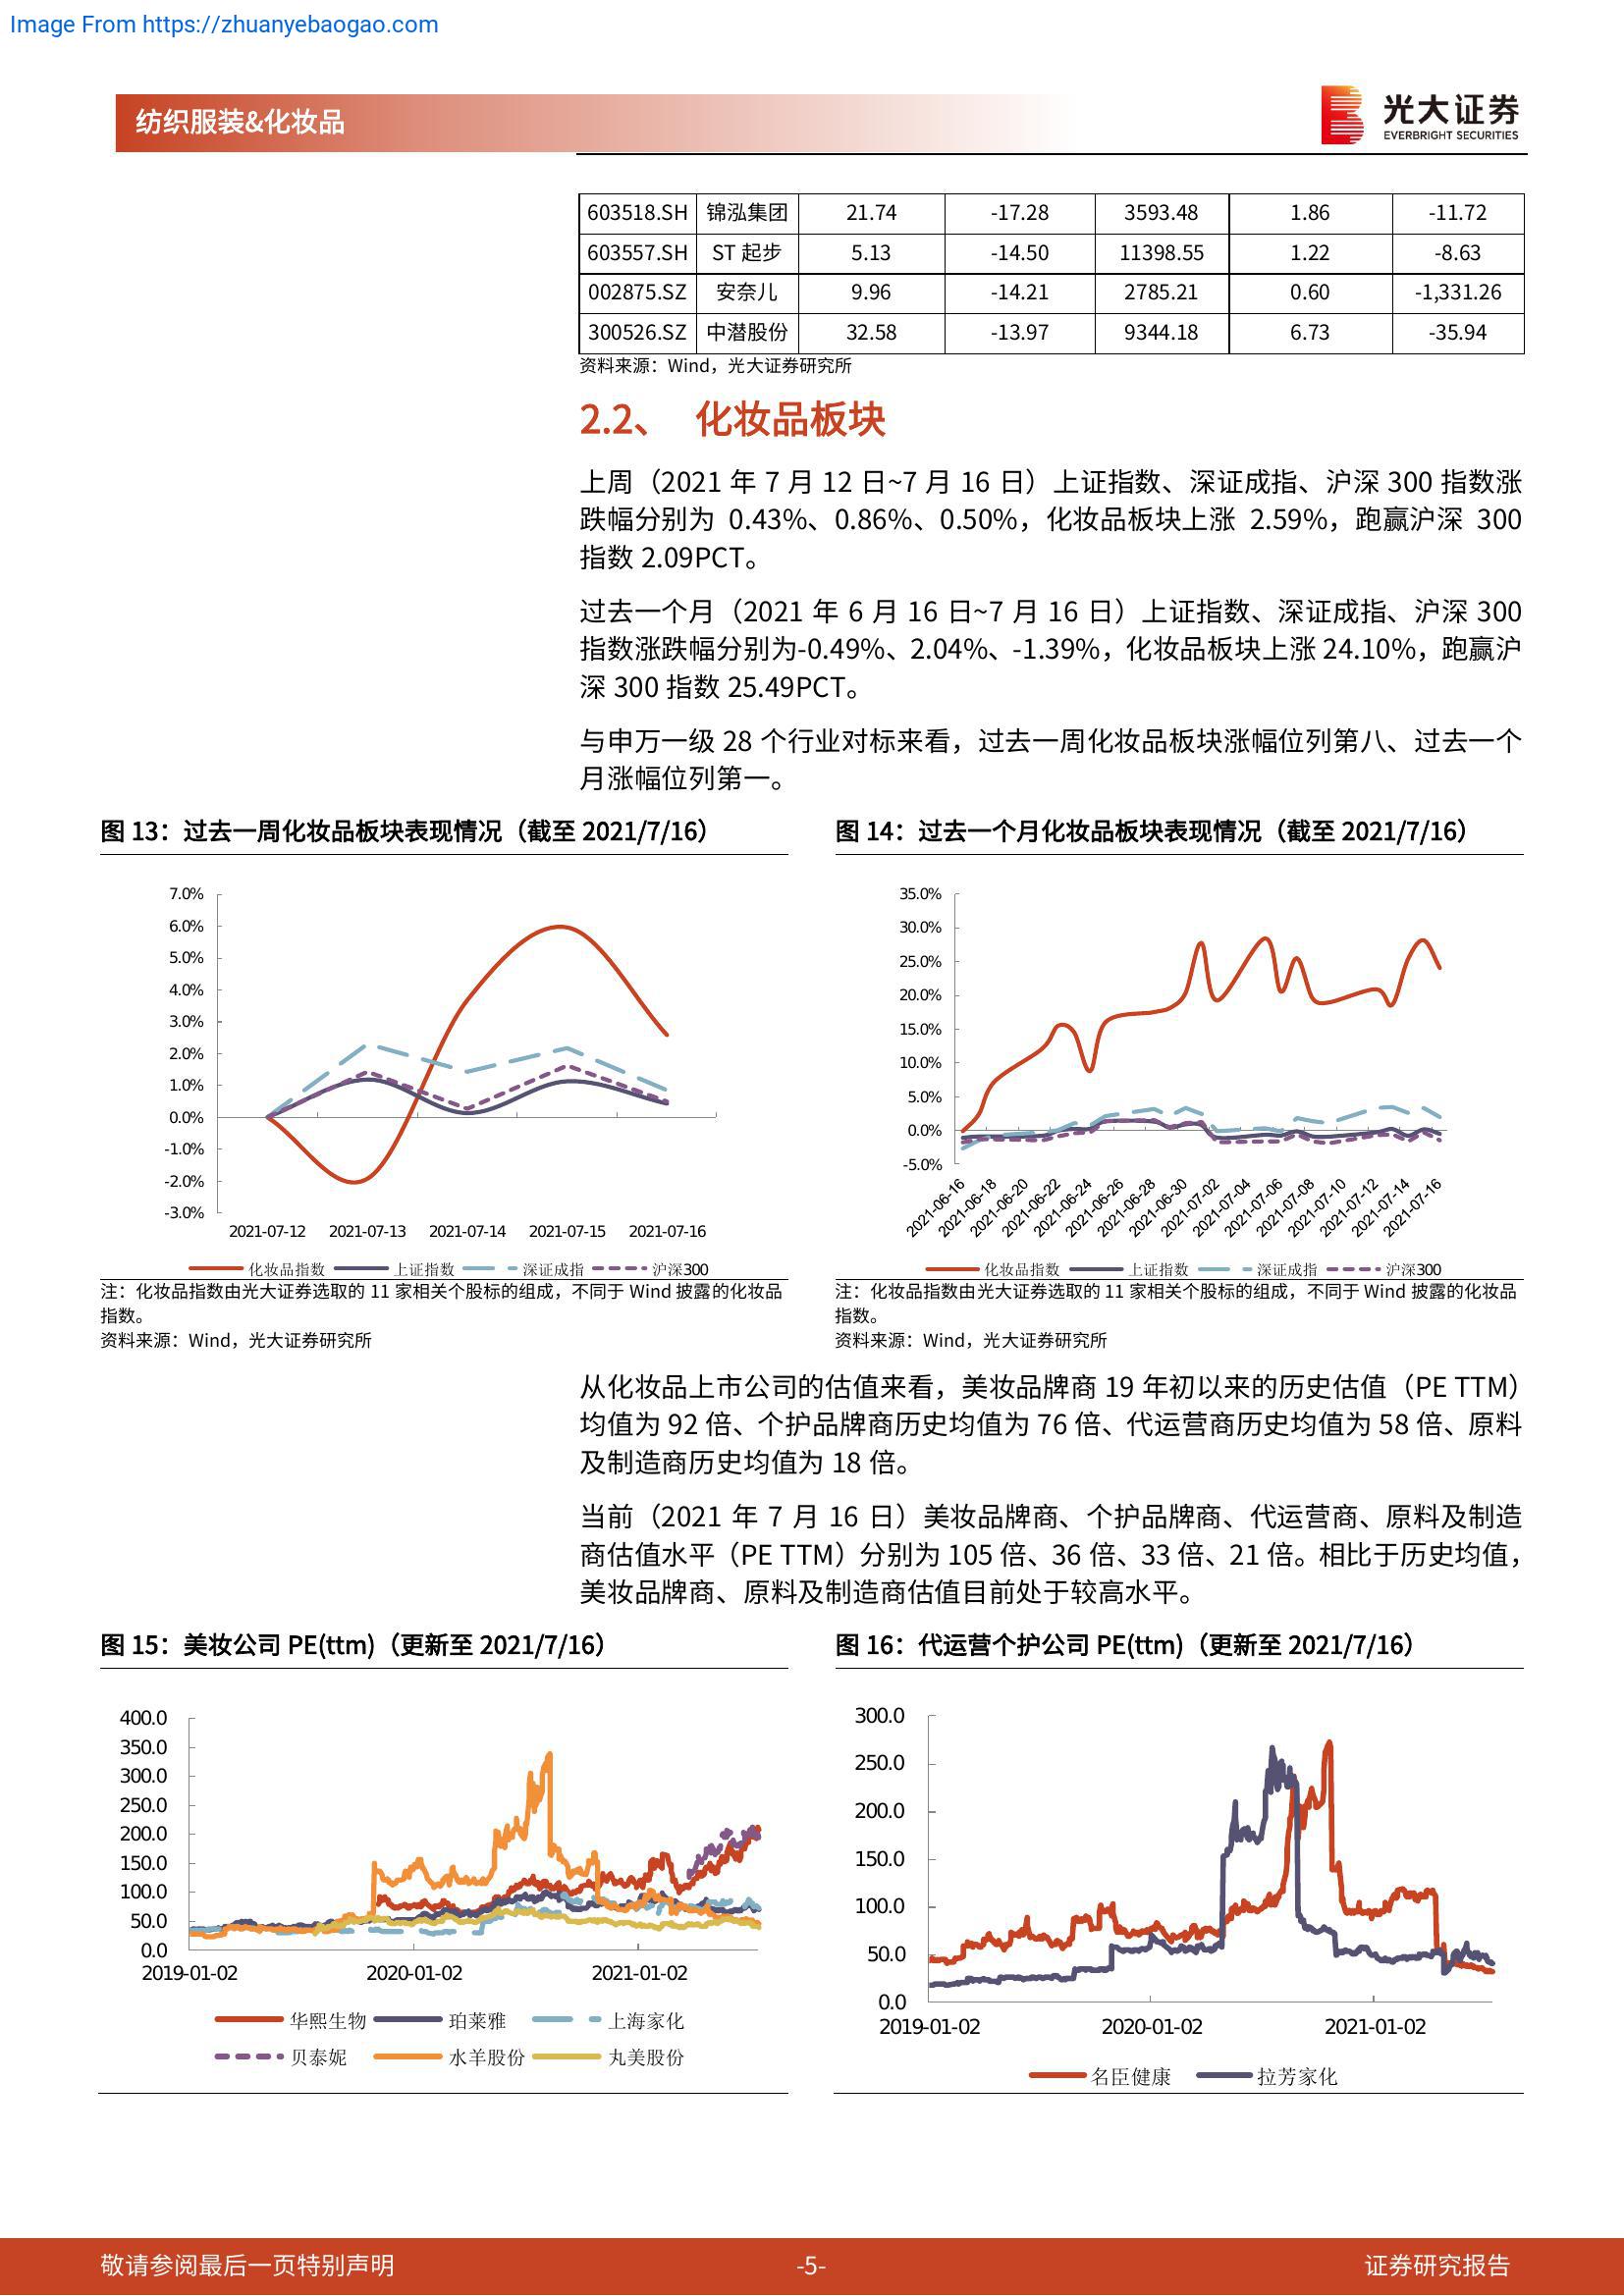 Image From https://zhuanyebaogao.com
纺织服装&化妆品
光大证券
EVERBRIGHT SECURITIES
603518.SH 锦泓集团 21.74 -17.28 3593.48 1.86 -11.72
603557.SH ST 起步 5.13 -14.50 11398.55 1.22 -8.63
002875.SZ 安奈儿 9.96 -14.21 2785.21 0.60 -1,331.26
300526.SZ 中潜股份 32.58 -13.97 9344.18 6.73 -35.94
资料来源：Wind，光大证券研究所
2.2、 化妆品板块
上周（2021 年 7 月 12 日~7 月 16 日）上证指数、深证成指、沪深 300 指数涨
跌幅分别为 0.43%、0.86%、0.50%，化妆品板块上涨 2.59%，跑赢沪深 300
指数 2.09PCT。
过去一个月（2021 年 6 月 16 日~7 月 16 日）上证指数、深证成指、沪深 300
指数涨跌幅分别为-0.49%、2.04%、-1.39%，化妆品板块上涨 24.10%，跑赢沪
深 300 指数 25.49PCT。
与申万一级 28 个行业对标来看，过去一周化妆品板块涨幅位列第八、过去一个
月涨幅位列第一。
图 13：过去一周化妆品板块表现情况（截至 2021/7/16）
7.0%
6.0%
5.0%
4.0%
3.0%
2.0%
1.0%
0.0%
-1.0%
-2.0%
-3.0%
2021-07-12 2021-07-13 2021-07-14 2021-07-15 2021-07-16
化妆品指数 上证指数 深证成指 沪深300
注：化妆品指数由光大证券选取的 11 家相关个股标的组成，不同于 Wind 披露的化妆品
指数。
资料来源：Wind，光大证券研究所
图 14：过去一个月化妆品板块表现情况（截至 2021/7/16）
35.0%
30.0%
25.0%
20.0%
15.0%
10.0%
5.0%
0.0%
-5.0%
2021-06-16 2021-06-18 2021-06-20 2021-06-22 2021-06-24 2021-06-26 2021-06-28 2021-06-30 2021-07-02 2021-07-04 2021-07-06 2021-07-08 2021-07-10 2021-07-12 2021-07-14 2021-07-16
化妆品指数 上证指数 深证成指 沪深300
注：化妆品指数由光大证券选取的 11 家相关个股标的组成，不同于 Wind 披露的化妆品
指数。
资料来源：Wind，光大证券研究所
从化妆品上市公司的估值来看，美妆品牌商 19 年初以来的历史估值（PE TTM）
均值为 92 倍、个护品牌商历史均值为 76 倍、代运营商历史均值为 58 倍、原料
及制造商历史均值为 18 倍。
当前（2021 年 7 月 16 日）美妆品牌商、个护品牌商、代运营商、原料及制造
商估值水平（PE TTM）分别为 105 倍、36 倍、33 倍、21 倍。相比于历史均值，
美妆品牌商、原料及制造商估值目前处于较高水平。
图 15：美妆公司 PE(ttm)（更新至 2021/7/16）
400.0
350.0
300.0
250.0
200.0
150.0
100.0
50.0
0.0
2019-01-02 2020-01-02 2021-01-02
华熙生物 珀莱雅 上海家化
贝泰妮 水羊股份 丸美股份
图 16：代运营个护公司 PE(ttm)（更新至 2021/7/16）
300.0
250.0
200.0
150.0
100.0
50.0
0.0
2019-01-02 2020-01-02 2021-01-02
名臣健康 拉芳家化
敬请参阅最后一页特别声明 -5- 证券研究报告